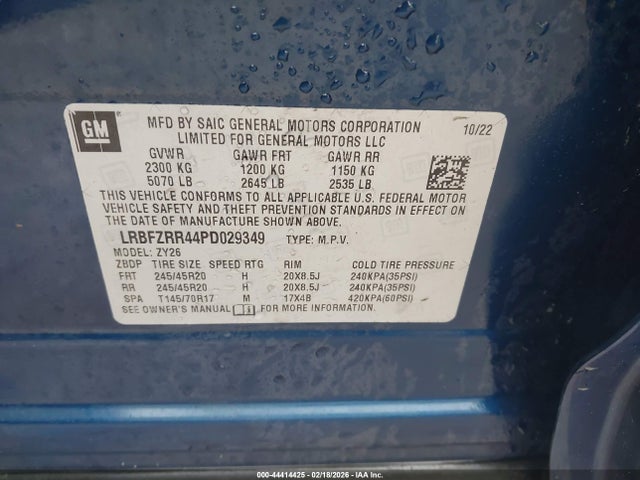 GM
MFD BY SAIC GENERAL MOTORS CORPORATION 10/22
LIMITED FOR GENERAL MOTORS LLC
GVWR GAWR FRT GAWR RR
2300 KG 1200 KG 1150 KG
5070 LB 2645 LB 2535 LB
THIS VEHICLE CONFORMS TO ALL APPLICABLE U.S. FEDERAL MOTOR
VEHICLE SAFETY AND THEFT PREVENTION STANDARDS IN EFFECT ON
THE DATE OF MANUFACTURE SHOWN ABOVE.
LRBFZRR44PD029349 TYPE: M.P.V.
MODEL: ZY26
ZBDP TIRE SIZE SPEED RTG RIM COLD TIRE PRESSURE
FRT 245/45R20 H 20X8.5J 240KPA(35PSI)
RR 245/45R20 H 20X8.5J 240KPA(35PSI)
SPA T145/70R17 M 17X4B 420KPA(60PSI)
SEE OWNER'S MANUAL FOR MORE INFORMATION
000-44414425 - 02/18/2026 - IAA Inc.